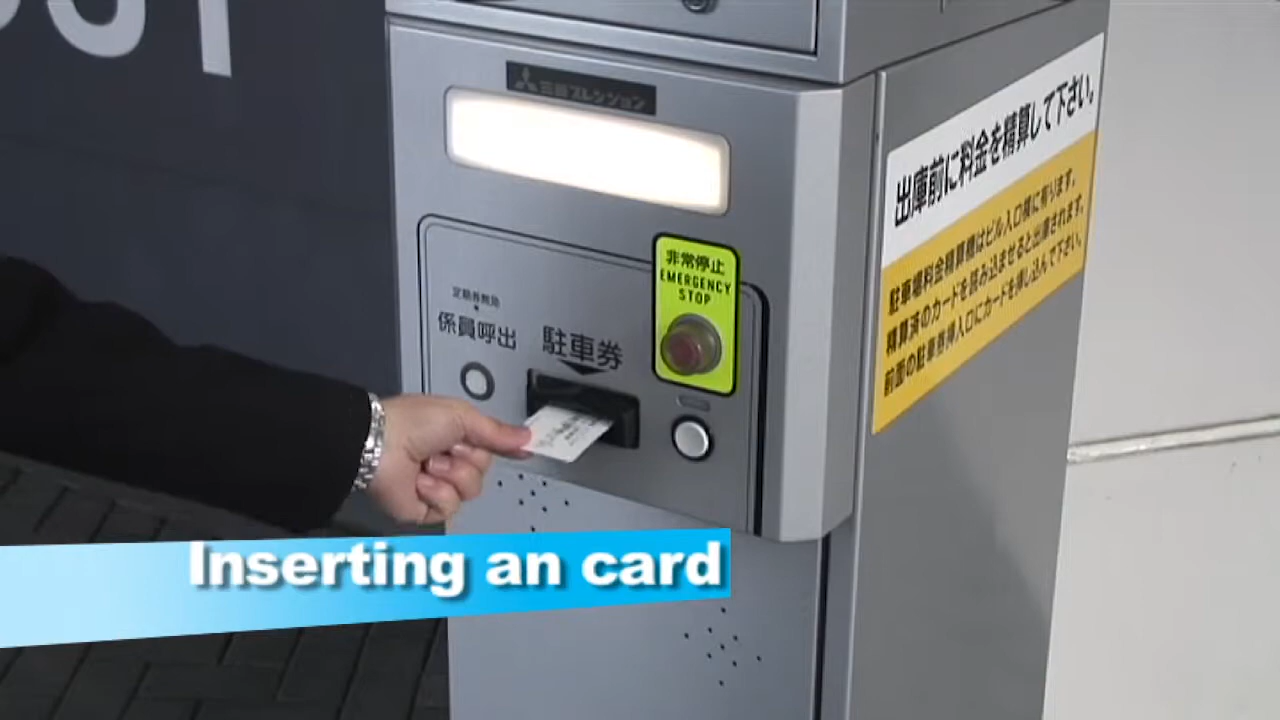 三菱プレシジョン
出庫前に料金を精算して下さい。
駐車場料金精算機はビル入口横に有ります。
精算済のカードを読み込ませると出庫されます。
前面の駐車券挿入口にカードを挿し込んで下さい。
非常停止
EMERGENCY
STOP
定期券無効
係員呼出
駐車券
Inserting an card